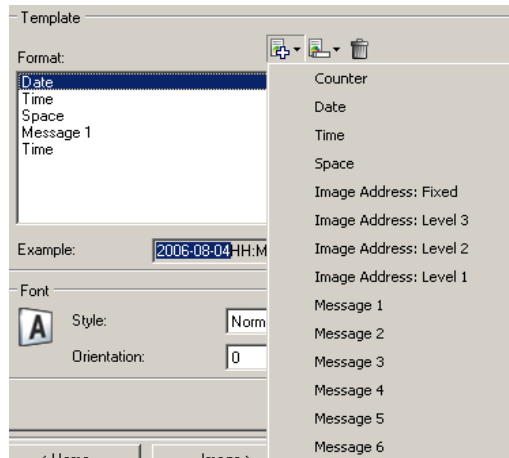 Template
Format:
Date
Time
Space
Message 1
Time
Example:
2006-08-04HH:M
Font
A
Style:
Norm
Orientation:
0
Counter
Date
Time
Space
Image Address: Fixed
Image Address: Level 3
Image Address: Level 2
Image Address: Level 1
Message 1
Message 2
Message 3
Message 4
Message 5
Message 6